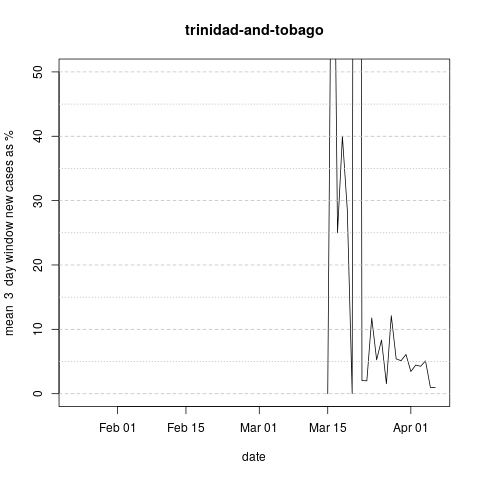 trinidad-and-tobago
mean 3 day window new cases as %
50
40
30
20
10
0
Feb 01 Feb 15 Mar 01 Mar 15 Apr 01
date